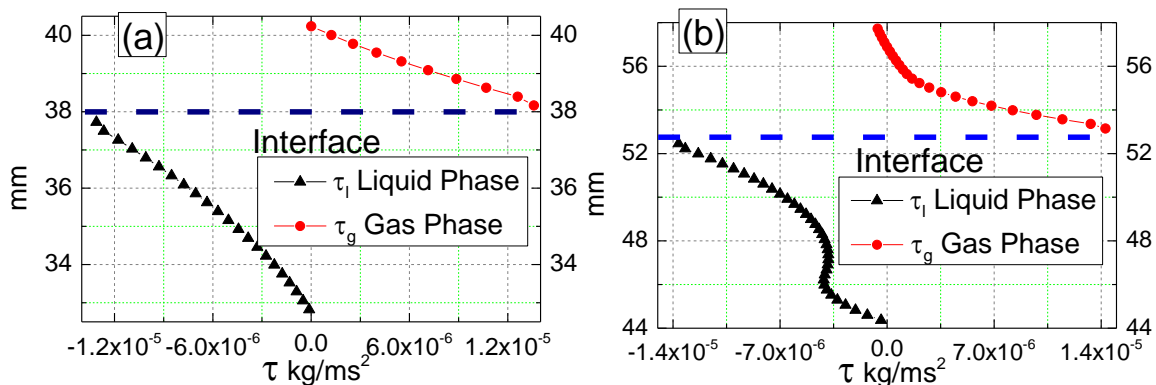 (a)
40
38
36
34
mm
40
38
36
34
Interface
τl Liquid Phase
τg Gas Phase
-1.2x10-5
-6.0x10-6
0.0
6.0x10-6
1.2x10-5
τ kg/ms2
(b)
56
52
48
44
mm
56
52
48
44
Interface
τl Liquid Phase
τg Gas Phase
-1.4x10-5
-7.0x10-6
0.0
7.0x10-6
1.4x10-5
τ kg/ms2